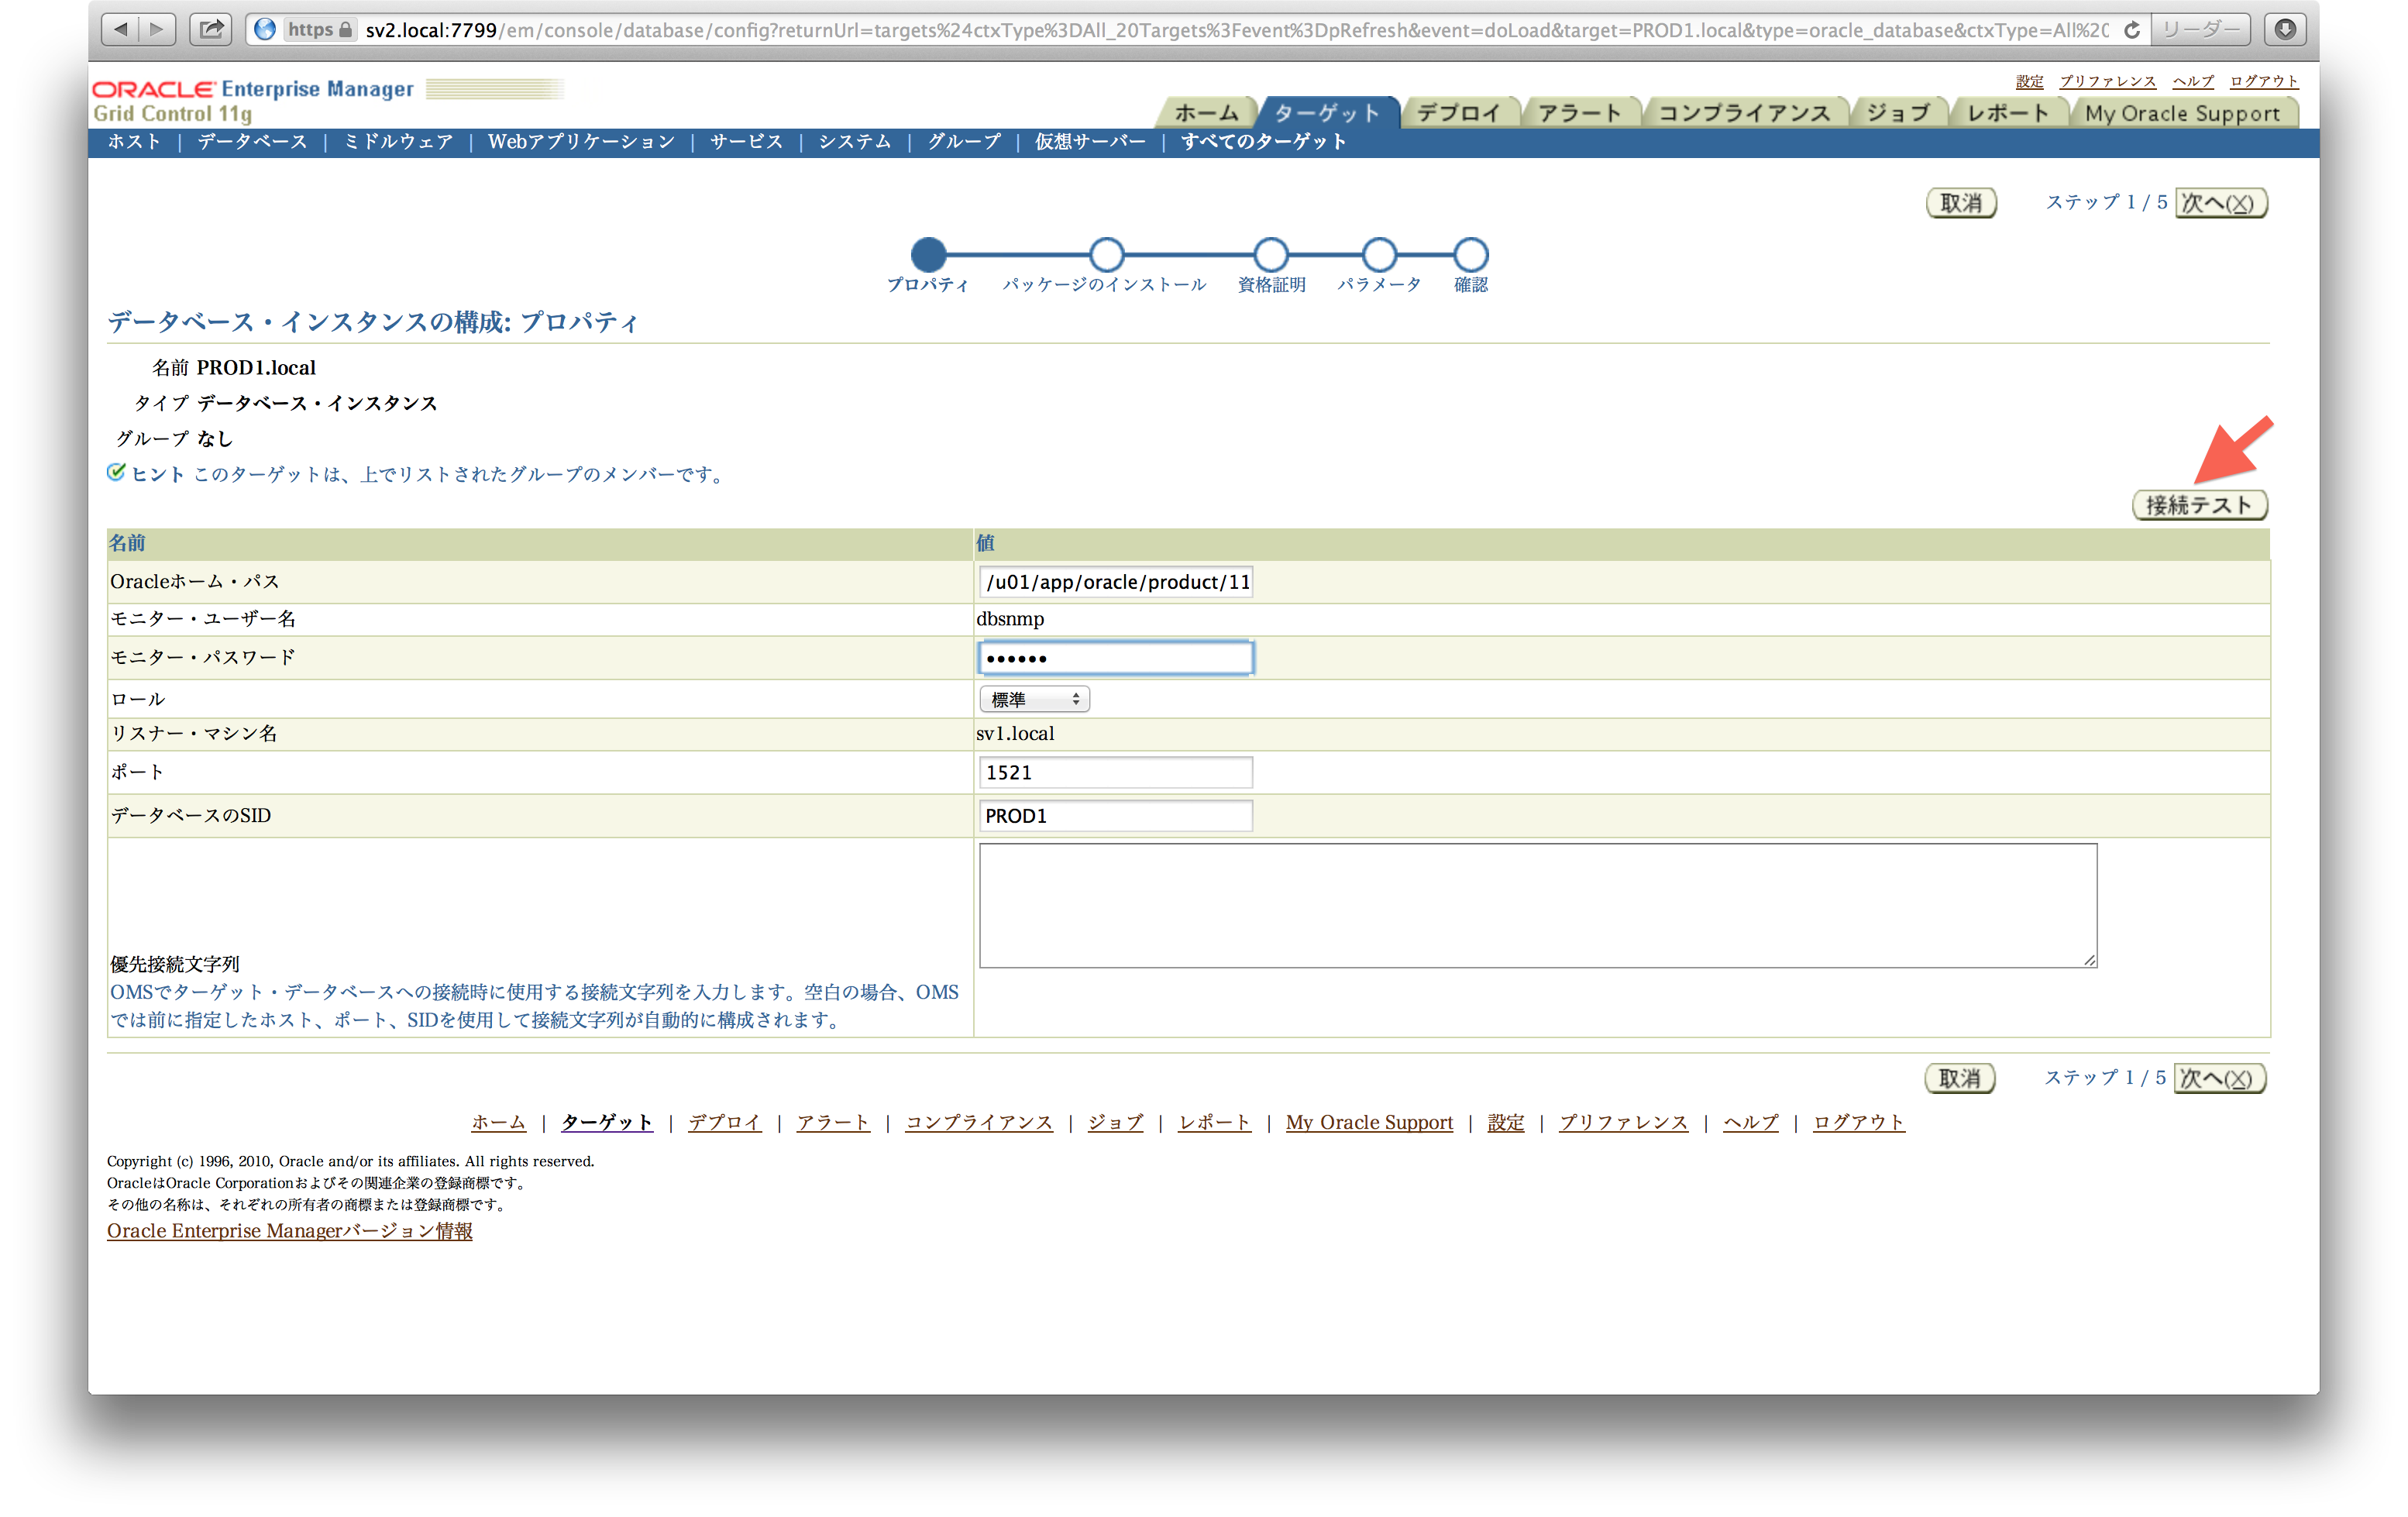 https sv2.local:7799/em/console/database/config?returnUrl=targets%24ctxType%3DAll_20Targets%3Fevent%3DpRefresh&event=doLoad&target=PROD1.local&type=oracle_database&ctxType=All%2C リーダー
設定 プリファレンス ヘルプ ログアウト
ORACLE Enterprise Manager
Grid Control 11g
ホーム ターゲット デプロイ アラート コンプライアンス ジョブ レポート My Oracle Support
ホスト | データベース | ミドルウェア | Webアプリケーション | サービス | システム | グループ | 仮想サーバー | すべてのターゲット
取消 ステップ 1 / 5 次へ(X)
プロパティ パッケージのインストール 資格証明 パラメータ 確認
データベース・インスタンスの構成: プロパティ
名前 PROD1.local
タイプ データベース・インスタンス
グループ なし
ヒント このターゲットは、上でリストされたグループのメンバーです。
接続テスト
名前 値
Oracleホーム・パス /u01/app/oracle/product/11
モニター・ユーザー名 dbsnmp
モニター・パスワード ••••••
ロール 標準
リスナー・マシン名 sv1.local
ポート 1521
データベースのSID PROD1
優先接続文字列
OMSでターゲット・データベースへの接続時に使用する接続文字列を入力します。空白の場合、OMS
では前に指定したホスト、ポート、SIDを使用して接続文字列が自動的に構成されます。
取消 ステップ 1 / 5 次へ(X)
ホーム | ターゲット | デプロイ | アラート | コンプライアンス | ジョブ | レポート | My Oracle Support | 設定 | プリファレンス | ヘルプ | ログアウト
Copyright (c) 1996, 2010, Oracle and/or its affiliates. All rights reserved.
OracleはOracle Corporationおよびその関連企業の登録商標です。
その他の名称は、それぞれの所有者の商標または登録商標です。
Oracle Enterprise Managerバージョン情報